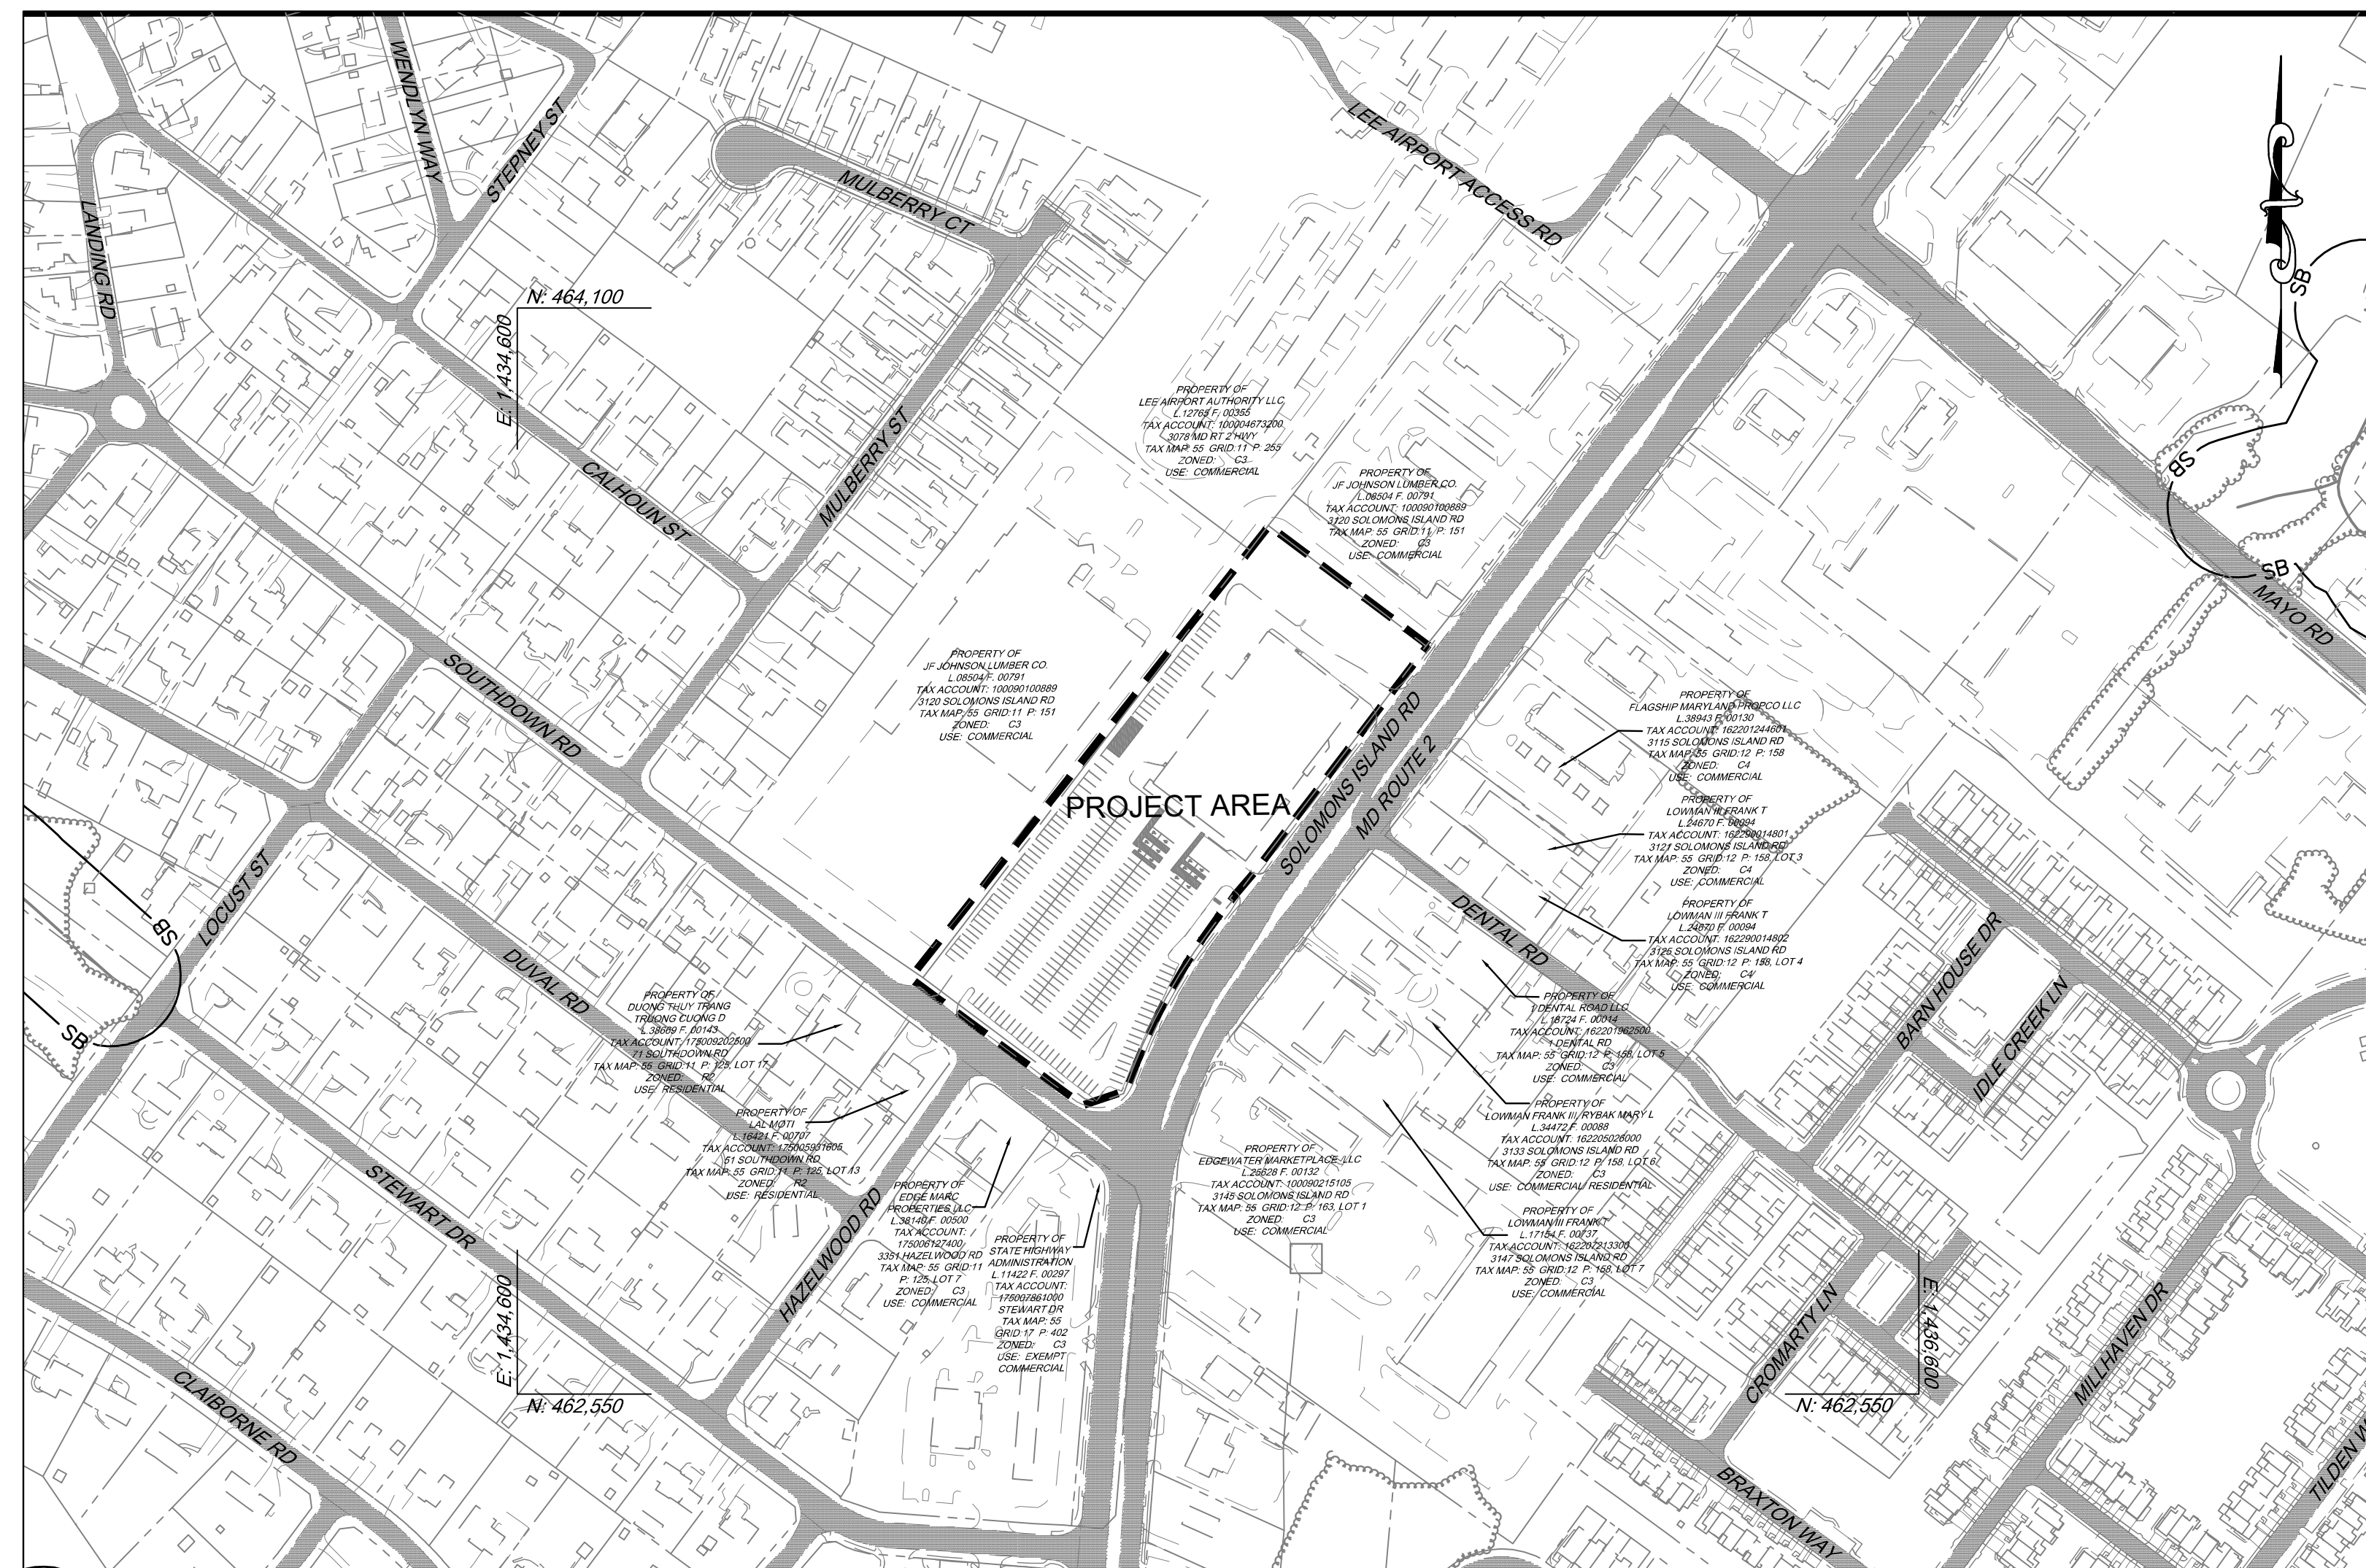 WENDLYN WAY
STEPNEY ST
LANDING RD
MULBERRY CT
LEE AIRPORT ACCESS RD
SB
N: 464,100
E: 1,434,600
CALHOUN ST
MULBERRY ST
PROPERTY OF
LEE AIRPORT AUTHORITY LLC
L.12765 F. 00355
TAX ACCOUNT: 100004673200
3078 MD RT 2 HWY
TAX MAP: 55 GRID:11 P: 255
ZONED: C3
USE: COMMERCIAL
PROPERTY OF
JF JOHNSON LUMBER CO.
L.08504 F. 00791
TAX ACCOUNT: 100090100889
3120 SOLOMONS ISLAND RD
TAX MAP: 55 GRID:11 P: 151
ZONED: C3
USE: COMMERCIAL
SB
SB
MAYO RD
SOUTHDOWN RD
PROPERTY OF
JF JOHNSON LUMBER CO.
L.08504 F. 00791
TAX ACCOUNT: 100090100889
3120 SOLOMONS ISLAND RD
TAX MAP: 55 GRID:11 P: 151
ZONED: C3
USE: COMMERCIAL
PROJECT AREA
SOLOMONS ISLAND RD
MD ROUTE 2
PROPERTY OF
FLAGSHIP MARYLAND PROPCO LLC
L.38943 F. 00130
TAX ACCOUNT: 162201244601
3115 SOLOMONS ISLAND RD
TAX MAP: 55 GRID:12 P: 158
ZONED: C4
USE: COMMERCIAL
PROPERTY OF
LOWMAN III FRANK T
L.24670 F. 00094
TAX ACCOUNT: 162290014801
3121 SOLOMONS ISLAND RD
TAX MAP: 55 GRID:12 P: 158, LOT 3
ZONED: C4
USE: COMMERCIAL
PROPERTY OF
LOWMAN III FRANK T
L.24670 F. 00094
TAX ACCOUNT: 162290014802
3125 SOLOMONS ISLAND RD
TAX MAP: 55 GRID:12 P: 158, LOT 4
ZONED: C4
USE: COMMERCIAL
LOCUST ST
SB
SB
DUVAL RD
DENTAL RD
BARN HOUSE DR
IDLE CREEK LN
PROPERTY OF
DUONG THUY TRANG
TRUONG CUONG D
L.38669 F. 00143
TAX ACCOUNT: 175009202500
71 SOUTHDOWN RD
TAX MAP: 55 GRID:11 P: 125, LOT 17
ZONED: R2
USE: RESIDENTIAL
PROPERTY OF
1 DENTAL ROAD LLC
L.18724 F. 00014
TAX ACCOUNT: 162201962500
1 DENTAL RD
TAX MAP: 55 GRID:12 P: 158, LOT 5
ZONED: C3
USE: COMMERCIAL
PROPERTY OF
LAL MOTI
L.16421 F. 00707
TAX ACCOUNT: 175005931605
51 SOUTHDOWN RD
TAX MAP: 55 GRID:11 P: 125, LOT 13
ZONED: R2
USE: RESIDENTIAL
PROPERTY OF
LOWMAN FRANK III, RYBAK MARY L
L.34472 F. 00088
TAX ACCOUNT: 162205026000
3133 SOLOMONS ISLAND RD
TAX MAP: 55 GRID:12 P: 158, LOT 6
ZONED: C3
USE: COMMERCIAL RESIDENTIAL
PROPERTY OF
EDGEWATER MARKETPLACE LLC
L.25628 F. 00132
TAX ACCOUNT: 100090215105
3145 SOLOMONS ISLAND RD
TAX MAP: 55 GRID:12 P: 163, LOT 1
ZONED: C3
USE: COMMERCIAL
PROPERTY OF
EDGE MARC
PROPERTIES LLC
L.38140 F. 00500
TAX ACCOUNT:
175006127400
3351 HAZELWOOD RD
TAX MAP: 55 GRID:11
P: 125, LOT 7
ZONED: C3
USE: COMMERCIAL
PROPERTY OF
STATE HIGHWAY
ADMINISTRATION
L.11422 F. 00297
TAX ACCOUNT:
175007861000
STEWART DR
TAX MAP: 55
GRID:17 P: 402
ZONED: C3
USE: EXEMPT
COMMERCIAL
PROPERTY OF
LOWMAN III FRANK T
L.17154 F. 00737
TAX ACCOUNT: 162207213300
3147 SOLOMONS ISLAND RD
TAX MAP: 55 GRID:12 P: 158, LOT 7
ZONED: C3
USE: COMMERCIAL
STEWART DR
HAZELWOOD RD
E: 1,434,600
N: 462,550
CLAIBORNE RD
CROMARTY LN
E: 1,436,600
N: 462,550
MILLHAVEN DR
BRAXTON WAY
TILDEN